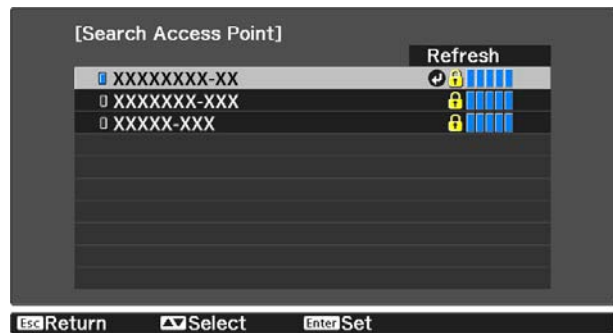 [Search Access Point]
Refresh
XXXXXXXX-XX
XXXXXXX-XXX
XXXXX-XXX
Esc Return Select Enter Set